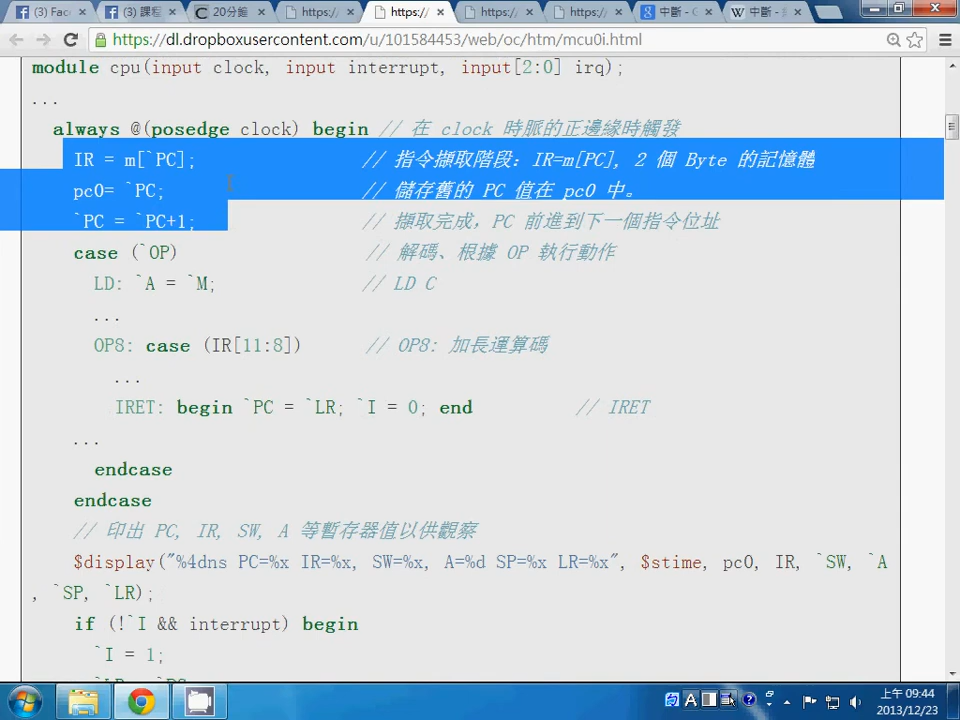 (3) Fac
(3) 課程
20分鐘
https:/
https:/
https:/
https:/
中斷 - G
中斷 - 維
https://dl.dropboxusercontent.com/u/101584453/web/oc/htm/mcu0i.html
module cpu(input clock, input interrupt, input[2:0] irq);
...
always @(posedge clock) begin // 在 clock 時脈的正邊緣時觸發
IR = m[`PC]; // 指令擷取階段：IR=m[PC], 2 個 Byte 的記憶體
pc0= `PC; // 儲存舊的 PC 值在 pc0 中。
`PC = `PC+1; // 擷取完成，PC 前進到下一個指令位址
case (`OP) // 解碼、根據 OP 執行動作
LD: `A = `M; // LD C
...
OP8: case (IR[11:8]) // OP8: 加長運算碼
...
IRET: begin `PC = `LR; `I = 0; end // IRET
...
endcase
endcase
// 印出 PC, IR, SW, A 等暫存器值以供觀察
$display("%4dns PC=%x IR=%x, SW=%x, A=%d SP=%x LR=%x", $stime, pc0, IR, `SW, `A
, `SP, `LR);
if (!`I && interrupt) begin
`I = 1;
上午 09:44
2013/12/23